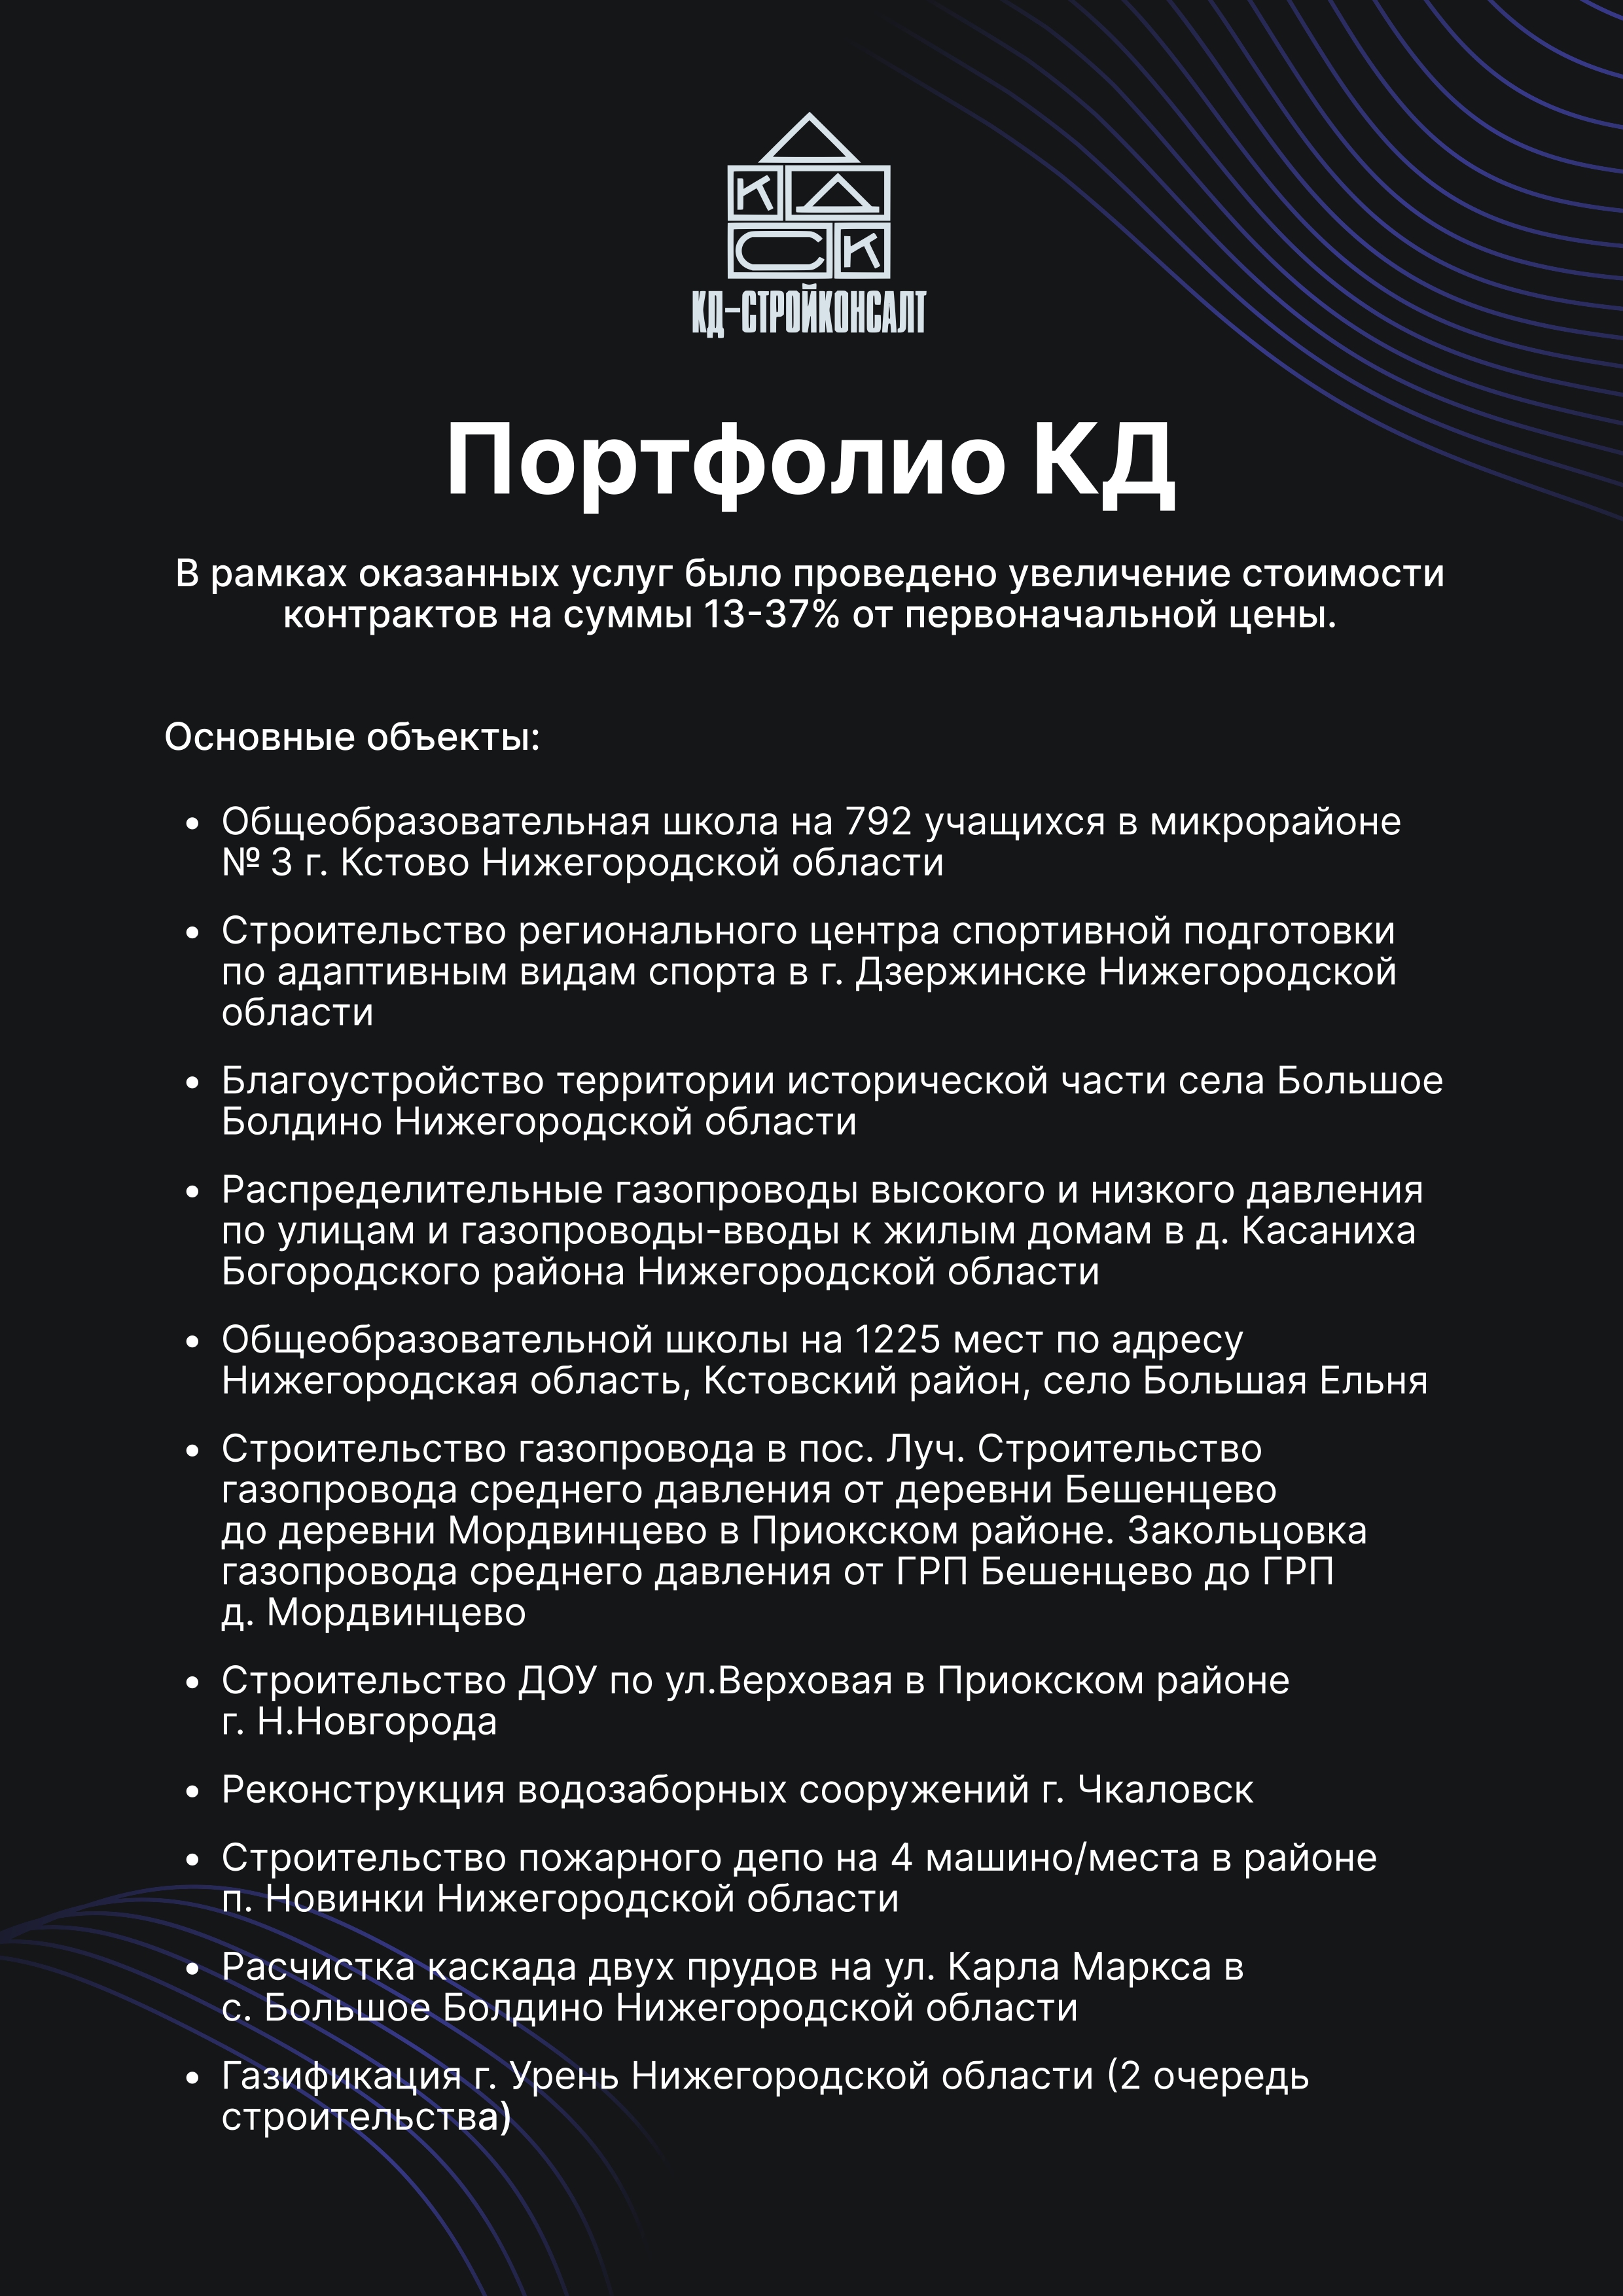 К Д
С К
КД-СТРОЙКОНСАЛТ
Портфолио КД
В рамках оказанных услуг было проведено увеличение стоимости
контрактов на суммы 13-37% от первоначальной цены.
Основные объекты:
• Общеобразовательная школа на 792 учащихся в микрорайоне
№ 3 г. Кстово Нижегородской области
• Строительство регионального центра спортивной подготовки
по адаптивным видам спорта в г. Дзержинске Нижегородской
области
• Благоустройство территории исторической части села Большое
Болдино Нижегородской области
• Распределительные газопроводы высокого и низкого давления
по улицам и газопроводы-вводы к жилым домам в д. Касаниха
Богородского района Нижегородской области
• Общеобразовательной школы на 1225 мест по адресу
Нижегородская область, Кстовский район, село Большая Ельня
• Строительство газопровода в пос. Луч. Строительство
газопровода среднего давления от деревни Бешенцево
до деревни Мордвинцево в Приокском районе. Закольцовка
газопровода среднего давления от ГРП Бешенцево до ГРП
д. Мордвинцево
• Строительство ДОУ по ул.Верховая в Приокском районе
г. Н.Новгорода
• Реконструкция водозаборных сооружений г. Чкаловск
• Строительство пожарного депо на 4 машино/места в районе
п. Новинки Нижегородской области
• Расчистка каскада двух прудов на ул. Карла Маркса в
с. Большое Болдино Нижегородской области
• Газификация г. Урень Нижегородской области (2 очередь
строительства)